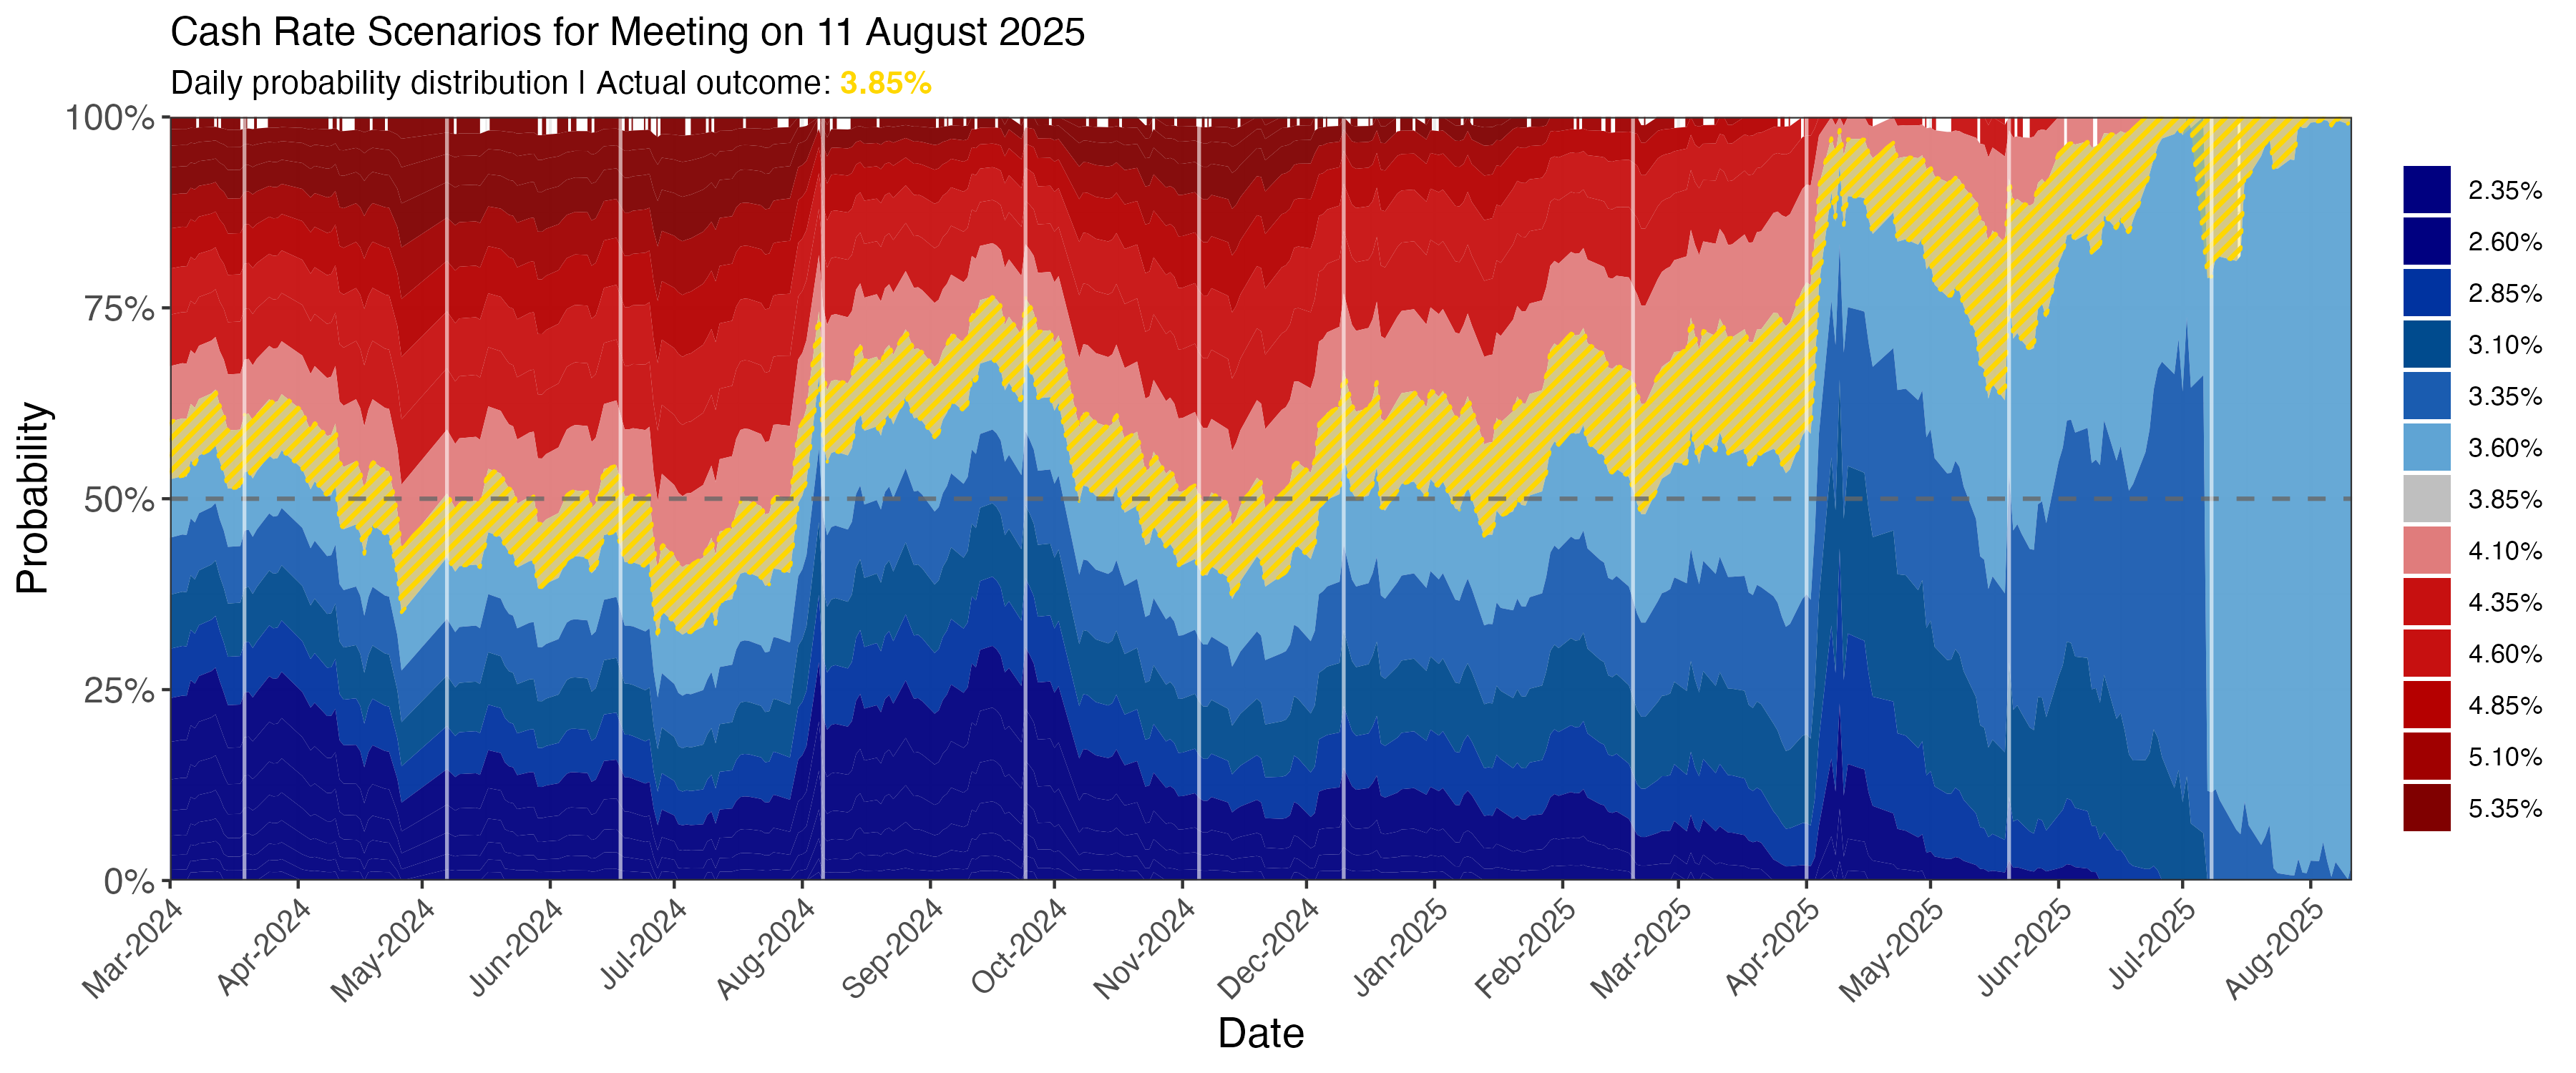 Cash Rate Scenarios for Meeting on 11 August 2025
Daily probability distribution | Actual outcome: 3.85%
Probability
100%
75%
50%
25%
0%
Mar-2024
Apr-2024
May-2024
Jun-2024
Jul-2024
Aug-2024
Sep-2024
Oct-2024
Nov-2024
Dec-2024
Jan-2025
Feb-2025
Mar-2025
Apr-2025
May-2025
Jun-2025
Jul-2025
Aug-2025
Date
2.35%
2.60%
2.85%
3.10%
3.35%
3.60%
3.85%
4.10%
4.35%
4.60%
4.85%
5.10%
5.35%